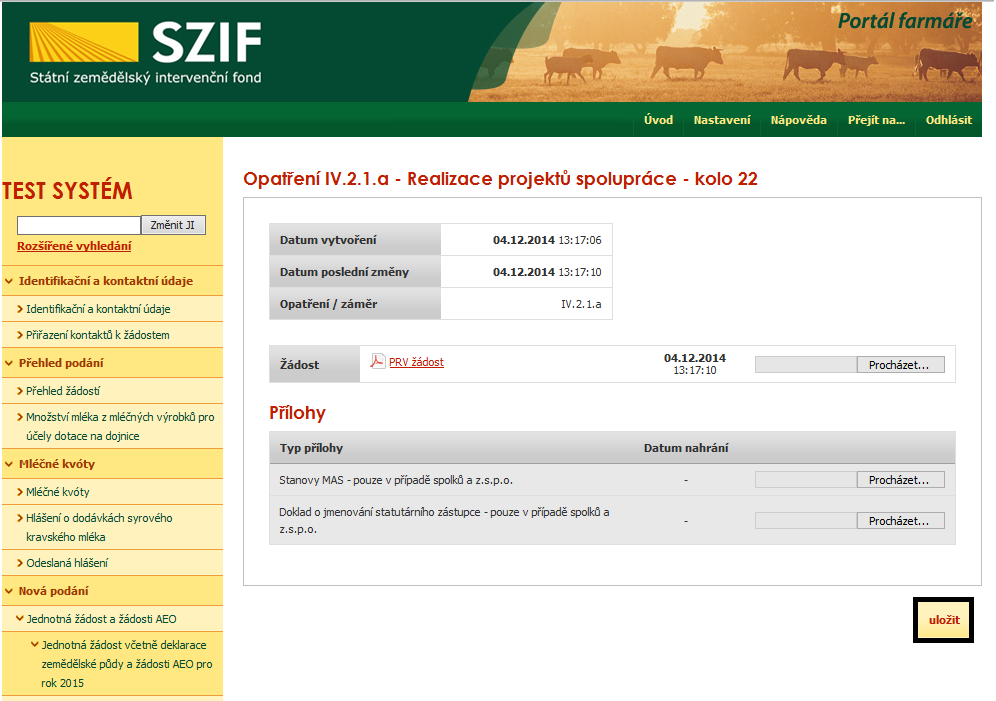 SZIF
Státní zemědělský intervenční fond
Portál farmáře
Úvod Nastavení Nápověda Přejít na... Odhlásit
TEST SYSTÉM
Změnit JI
Rozšířené vyhledání
Identifikační a kontaktní údaje
Identifikační a kontaktní údaje
Přiřazení kontaktů k žádostem
Přehled podání
Přehled žádostí
Množství mléka z mléčných výrobků pro
účely dotace na dojnice
Mléčné kvóty
Mléčné kvóty
Hlášení o dodávkách syrového
kravského mléka
Odeslaná hlášení
Nová podání
Jednotná žádost a žádosti AEO
Jednotná žádost včetně deklarace
zemědělské půdy a žádosti AEO pro
rok 2015
Opatření IV.2.1.a - Realizace projektů spolupráce - kolo 22
Datum vytvoření 04.12.2014 13:17:06
Datum poslední změny 04.12.2014 13:17:10
Opatření / záměr IV.2.1.a
Žádost PRV žádost 04.12.2014 13:17:10 Procházet...
Přílohy
Typ přílohy Datum nahrání
Stanovy MAS - pouze v případě spolků a z.s.p.o. - Procházet...
Doklad o jmenování statutárního zástupce - pouze v případě spolků a
z.s.p.o. - Procházet...
uložit